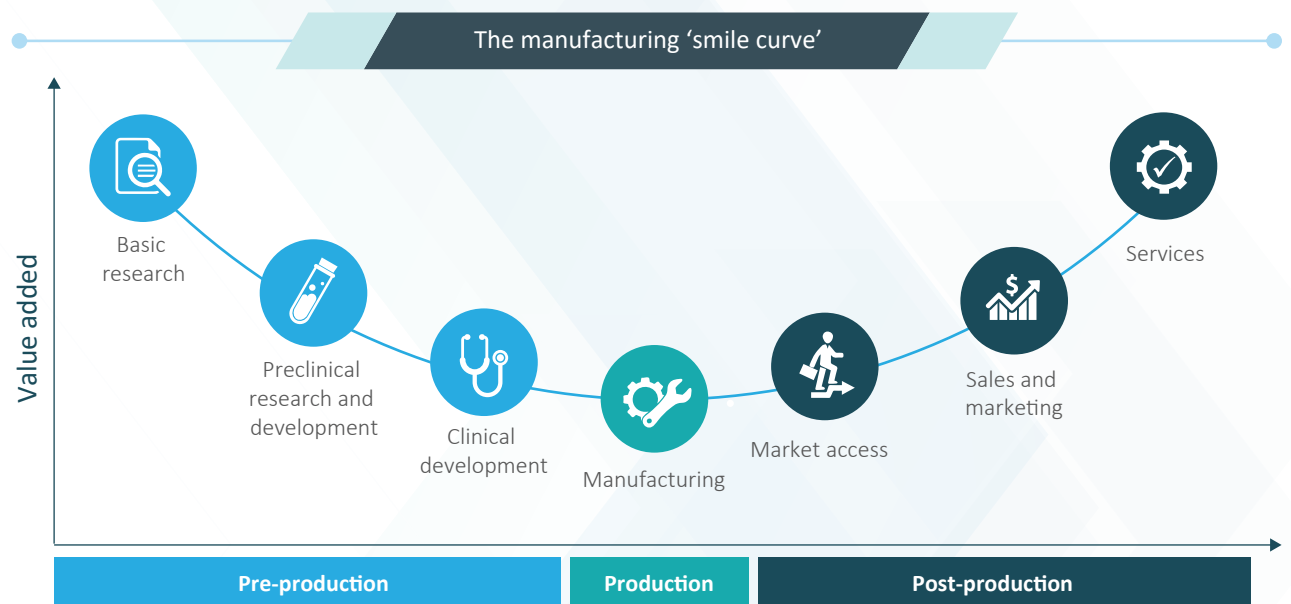 The manufacturing ‘smile curve’
Value added
Basic
research
Preclinical
research and
development
Clinical
development
Manufacturing
Market access
$
Sales and
marketing
Services
Pre-production
Production
Post-production